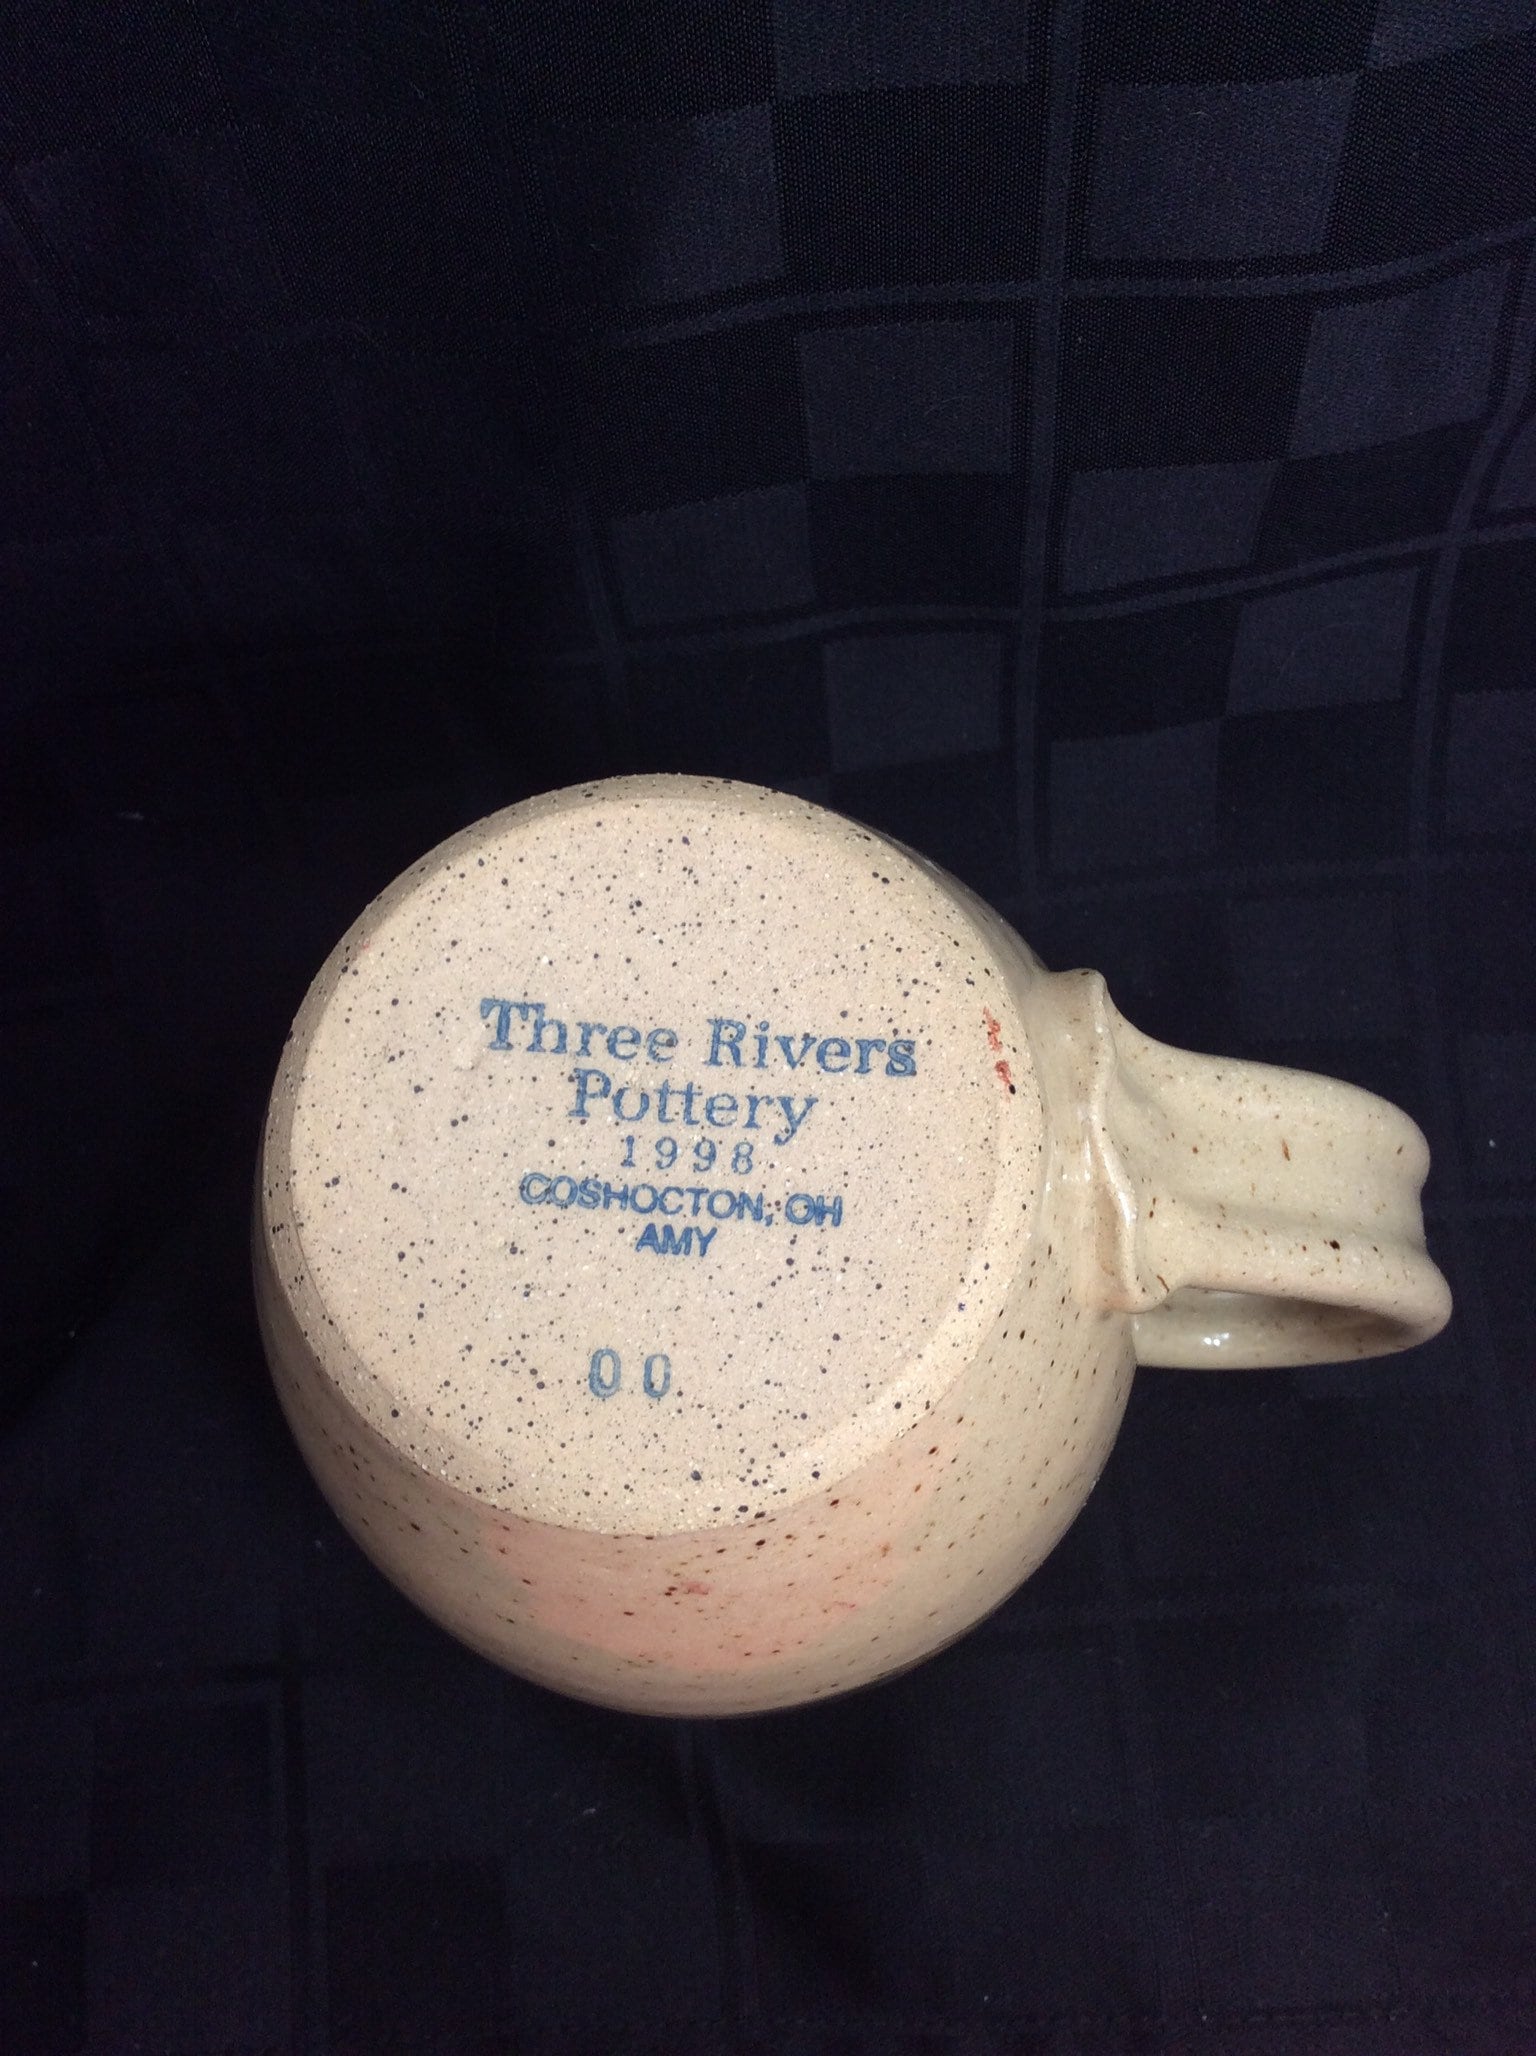 Three Rivers
Pottery
1998
COSHOCTON, OH
AMY
00